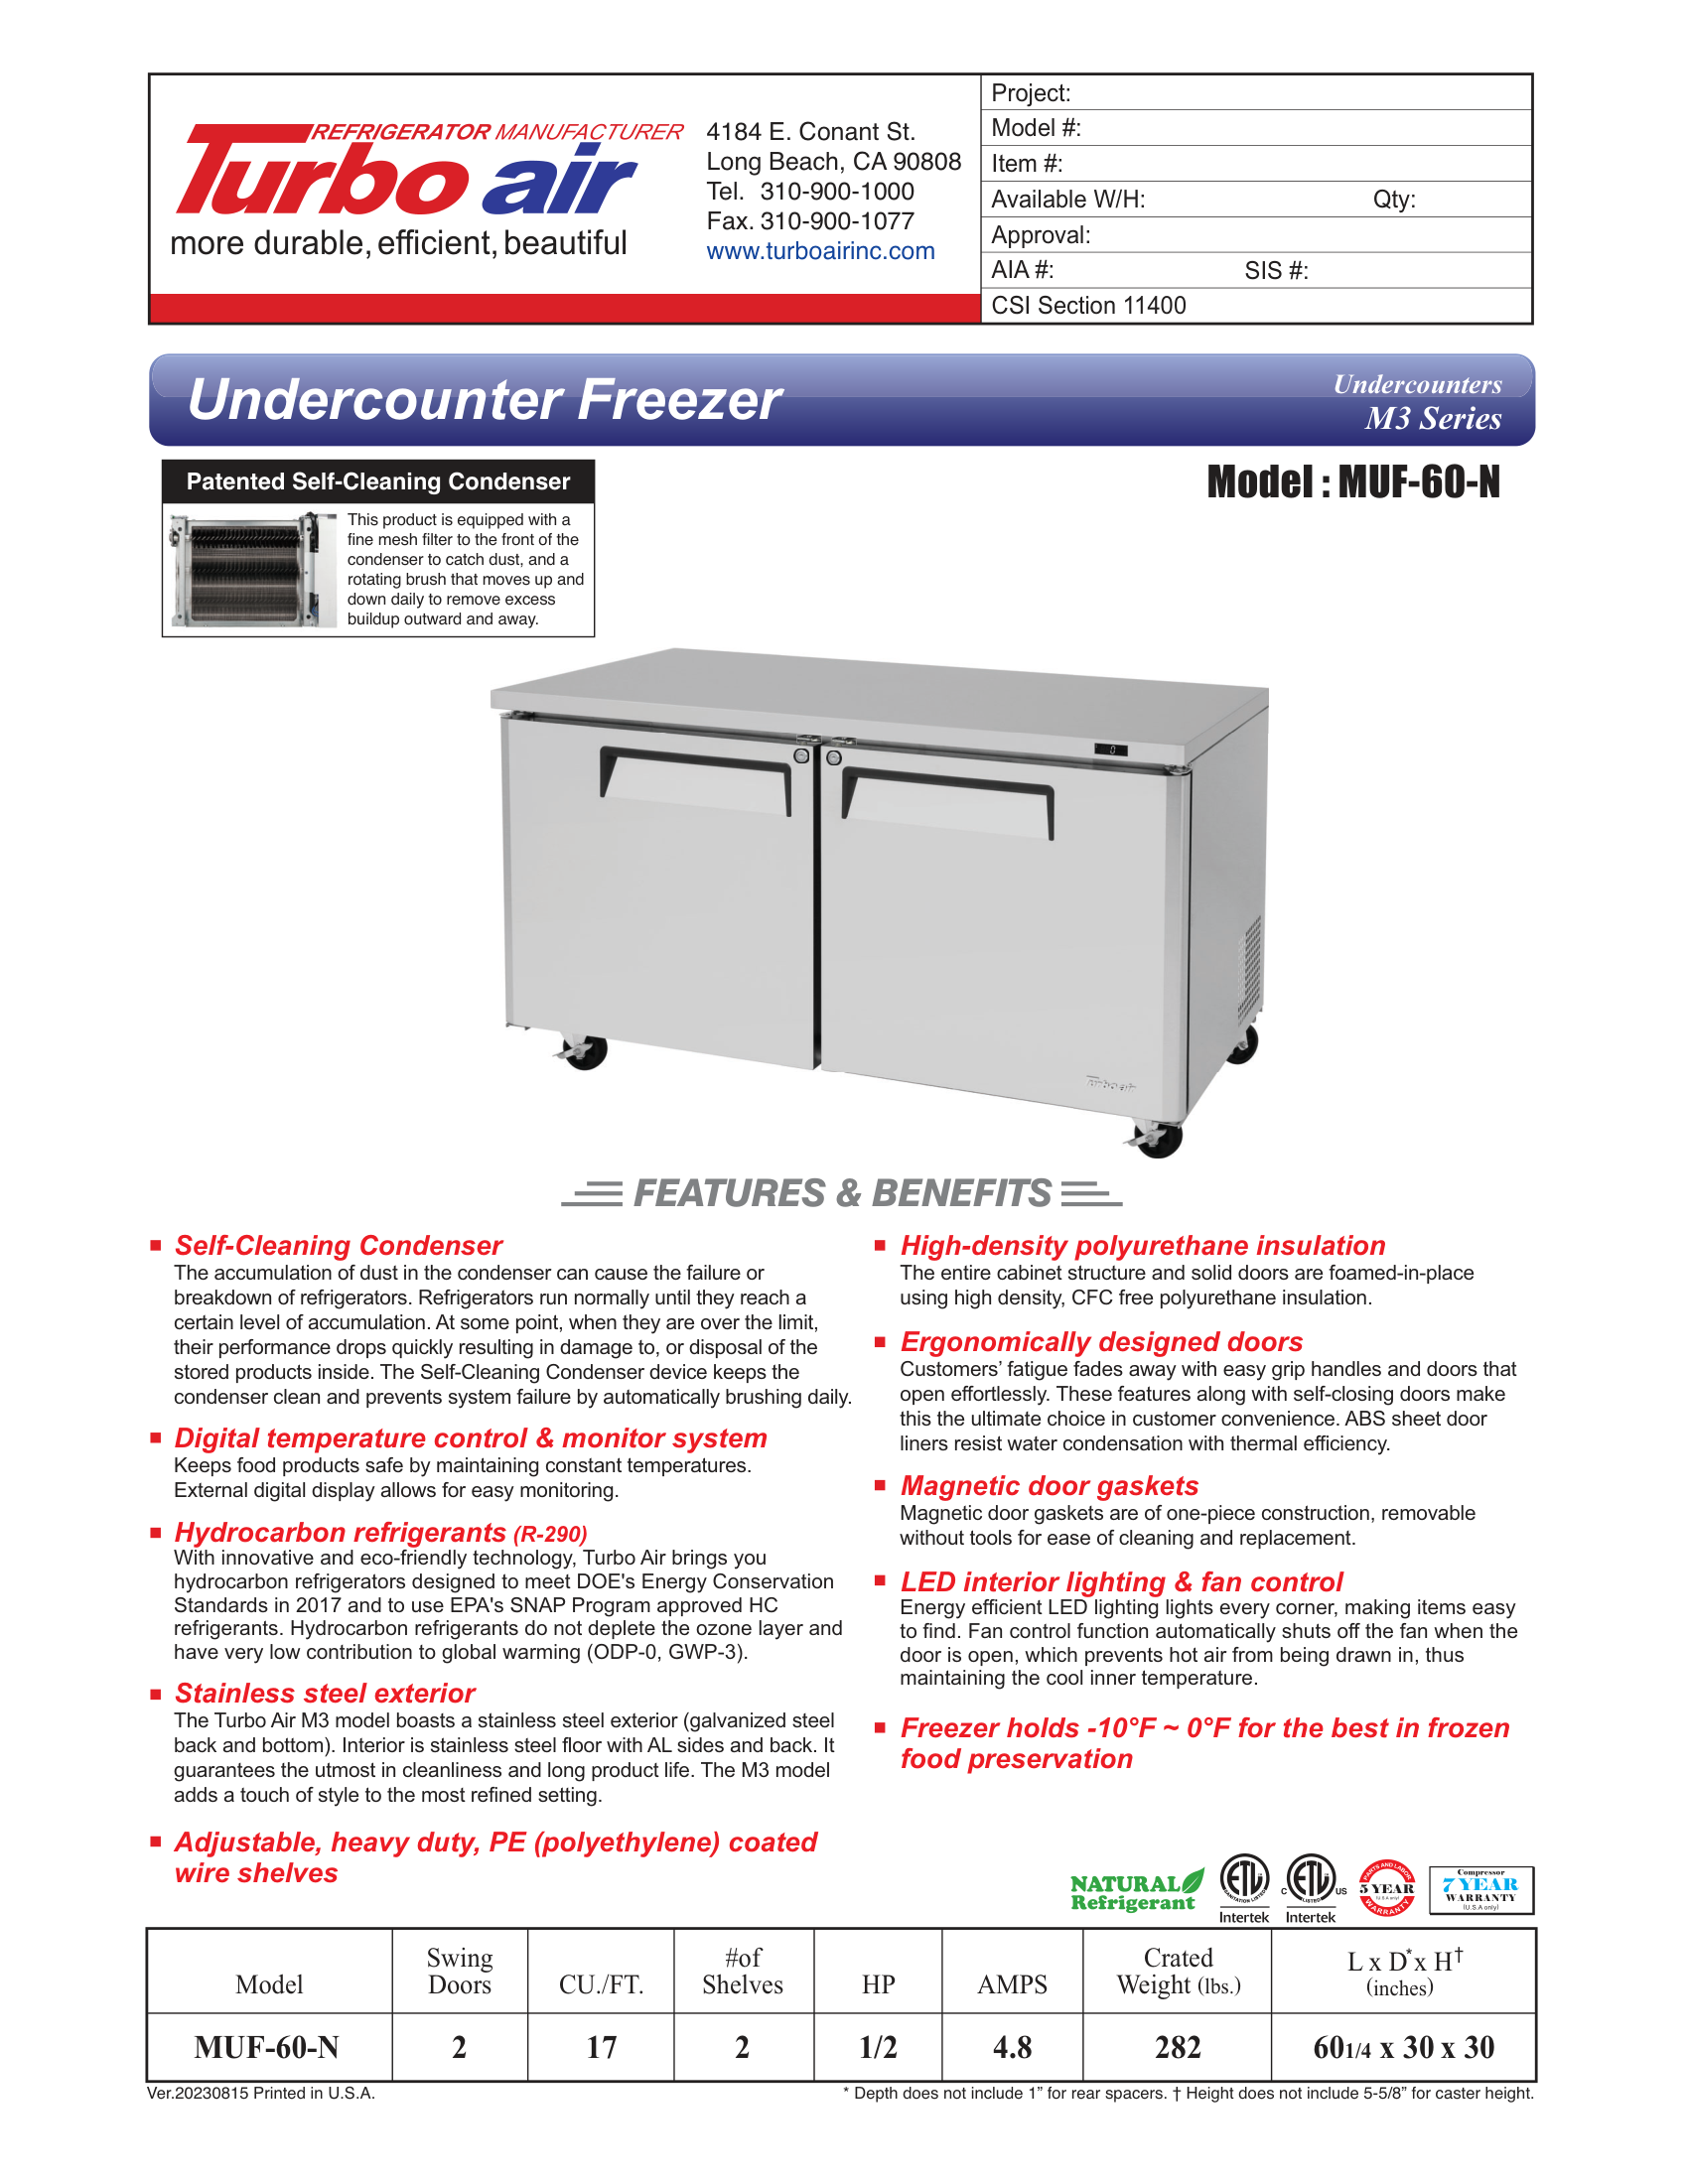 REFRIGERATOR MANUFACTURER
Turbo air
more durable, efficient, beautiful
4184 E. Conant St.
Long Beach, CA 90808
Tel. 310-900-1000
Fax. 310-900-1077
www.turboairinc.com
Project:
Model #:
Item #:
Available W/H: Qty:
Approval:
AIA #: SIS #:
CSI Section 11400
Undercounter Freezer
Undercounters
M3 Series
Patented Self-Cleaning Condenser
This product is equipped with a
fine mesh filter to the front of the
condenser to catch dust, and a
rotating brush that moves up and
down daily to remove excess
buildup outward and away.
Model : MUF-60-N
0
Turbo air
FEATURES & BENEFITS
Self-Cleaning Condenser
The accumulation of dust in the condenser can cause the failure or
breakdown of refrigerators. Refrigerators run normally until they reach a
certain level of accumulation. At some point, when they are over the limit,
their performance drops quickly resulting in damage to, or disposal of the
stored products inside. The Self-Cleaning Condenser device keeps the
condenser clean and prevents system failure by automatically brushing daily.
Digital temperature control & monitor system
Keeps food products safe by maintaining constant temperatures.
External digital display allows for easy monitoring.
Hydrocarbon refrigerants (R-290)
With innovative and eco-friendly technology, Turbo Air brings you
hydrocarbon refrigerators designed to meet DOE's Energy Conservation
Standards in 2017 and to use EPA's SNAP Program approved HC
refrigerants. Hydrocarbon refrigerants do not deplete the ozone layer and
have very low contribution to global warming (ODP-0, GWP-3).
Stainless steel exterior
The Turbo Air M3 model boasts a stainless steel exterior (galvanized steel
back and bottom). Interior is stainless steel floor with AL sides and back. It
guarantees the utmost in cleanliness and long product life. The M3 model
adds a touch of style to the most refined setting.
Adjustable, heavy duty, PE (polyethylene) coated
wire shelves
High-density polyurethane insulation
The entire cabinet structure and solid doors are foamed-in-place
using high density, CFC free polyurethane insulation.
Ergonomically designed doors
Customers’ fatigue fades away with easy grip handles and doors that
open effortlessly. These features along with self-closing doors make
this the ultimate choice in customer convenience. ABS sheet door
liners resist water condensation with thermal efficiency.
Magnetic door gaskets
Magnetic door gaskets are of one-piece construction, removable
without tools for ease of cleaning and replacement.
LED interior lighting & fan control
Energy efficient LED lighting lights every corner, making items easy
to find. Fan control function automatically shuts off the fan when the
door is open, which prevents hot air from being drawn in, thus
maintaining the cool inner temperature.
Freezer holds -10°F ~ 0°F for the best in frozen
food preservation
NATURAL
Refrigerant
ETL
SANITATION LISTED
Intertek
C ETL US
LISTED
Intertek
PARTS AND LABOR
5 YEAR
(U.S.A only)
WARRANTY
Compressor
7 YEAR
WARRANTY
(U.S.A only)
Model Swing Doors CU./FT. #of Shelves HP AMPS Crated Weight (lbs.) L x D* x H† (inches)
MUF-60-N 2 17 2 1/2 4.8 282 60 1/4 x 30 x 30
Ver.20230815 Printed in U.S.A.
* Depth does not include 1” for rear spacers. † Height does not include 5-5/8” for caster height.